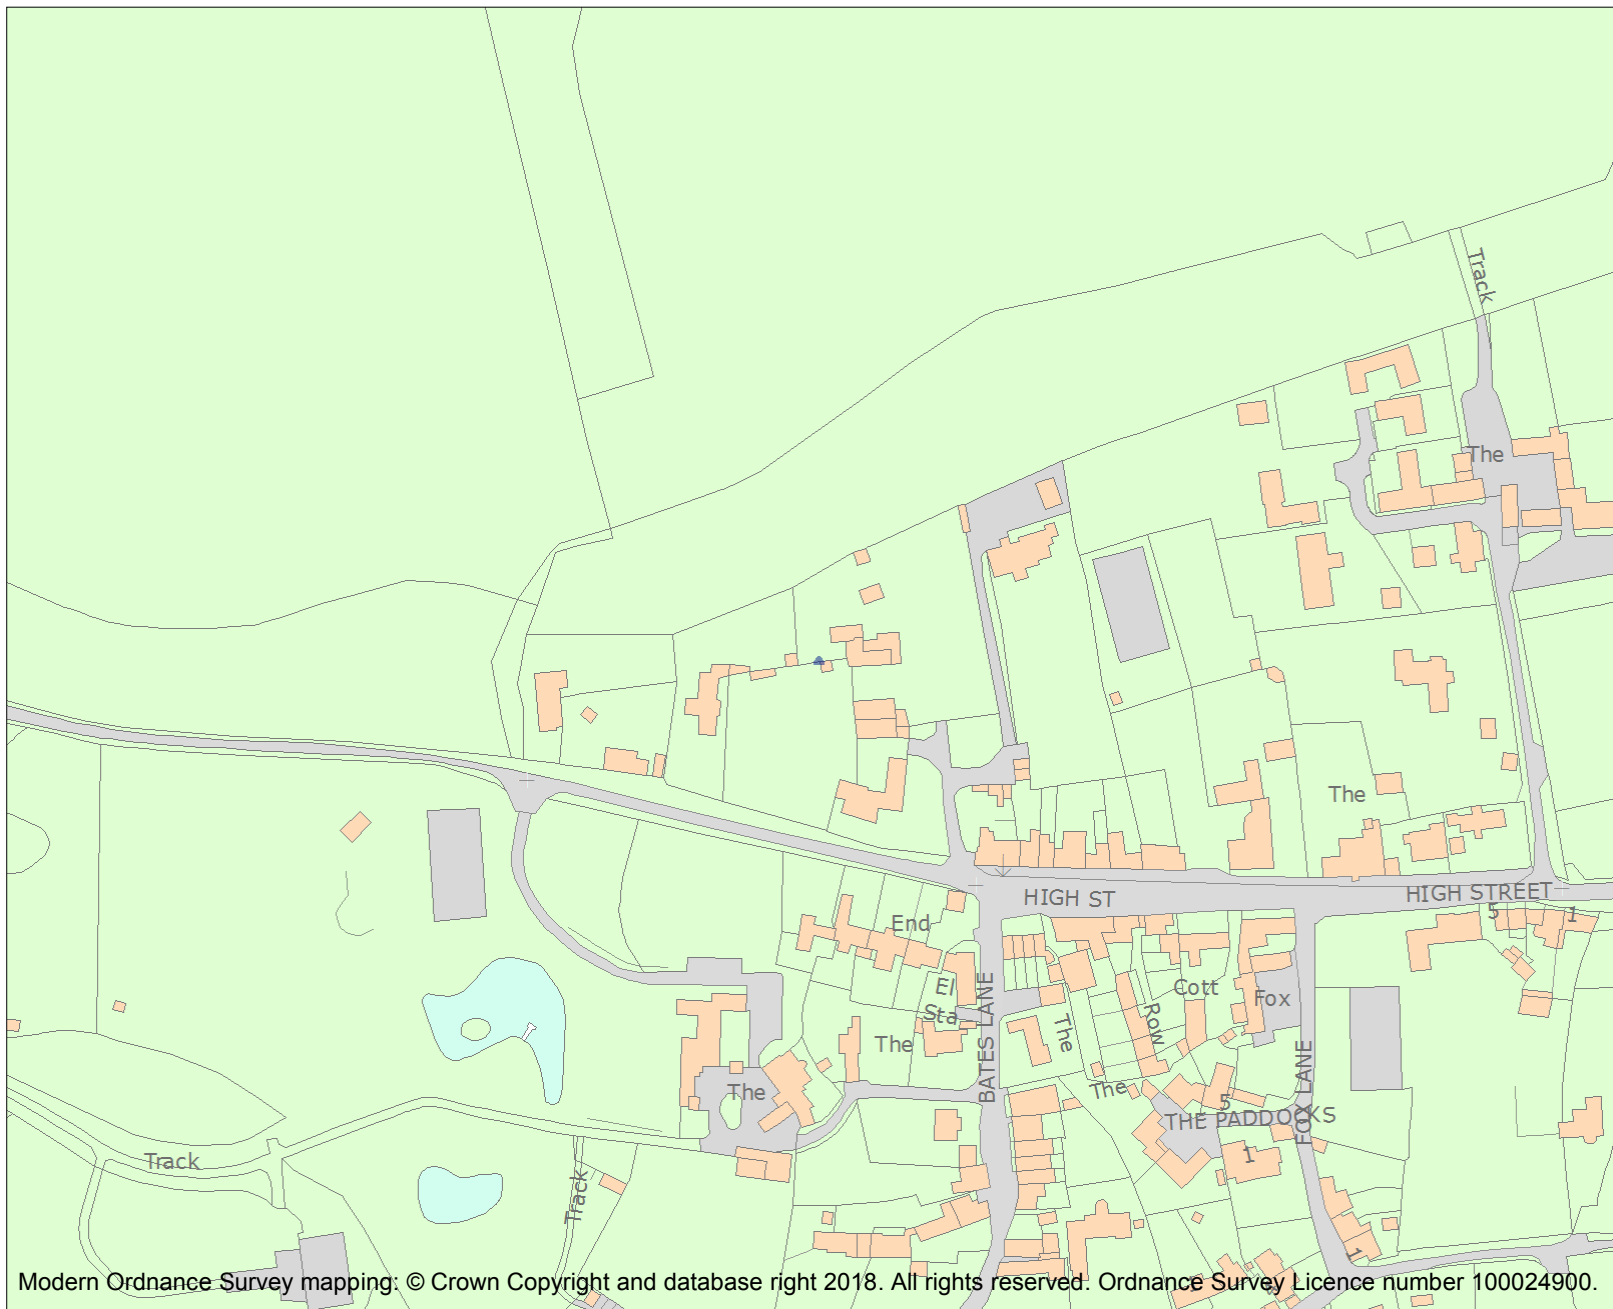 Track
The
The
HIGH ST
HIGH STREET
5
1
End
El
Sta
BATES LANE
Cott
Fox
The
Row
The
The
The
5
THE PADDOCKS
FOX LANE
1
Track
Track
1
Modern Ordnance Survey mapping: © Crown Copyright and database right 2018. All rights reserved. Ordnance Survey Licence number 100024900.